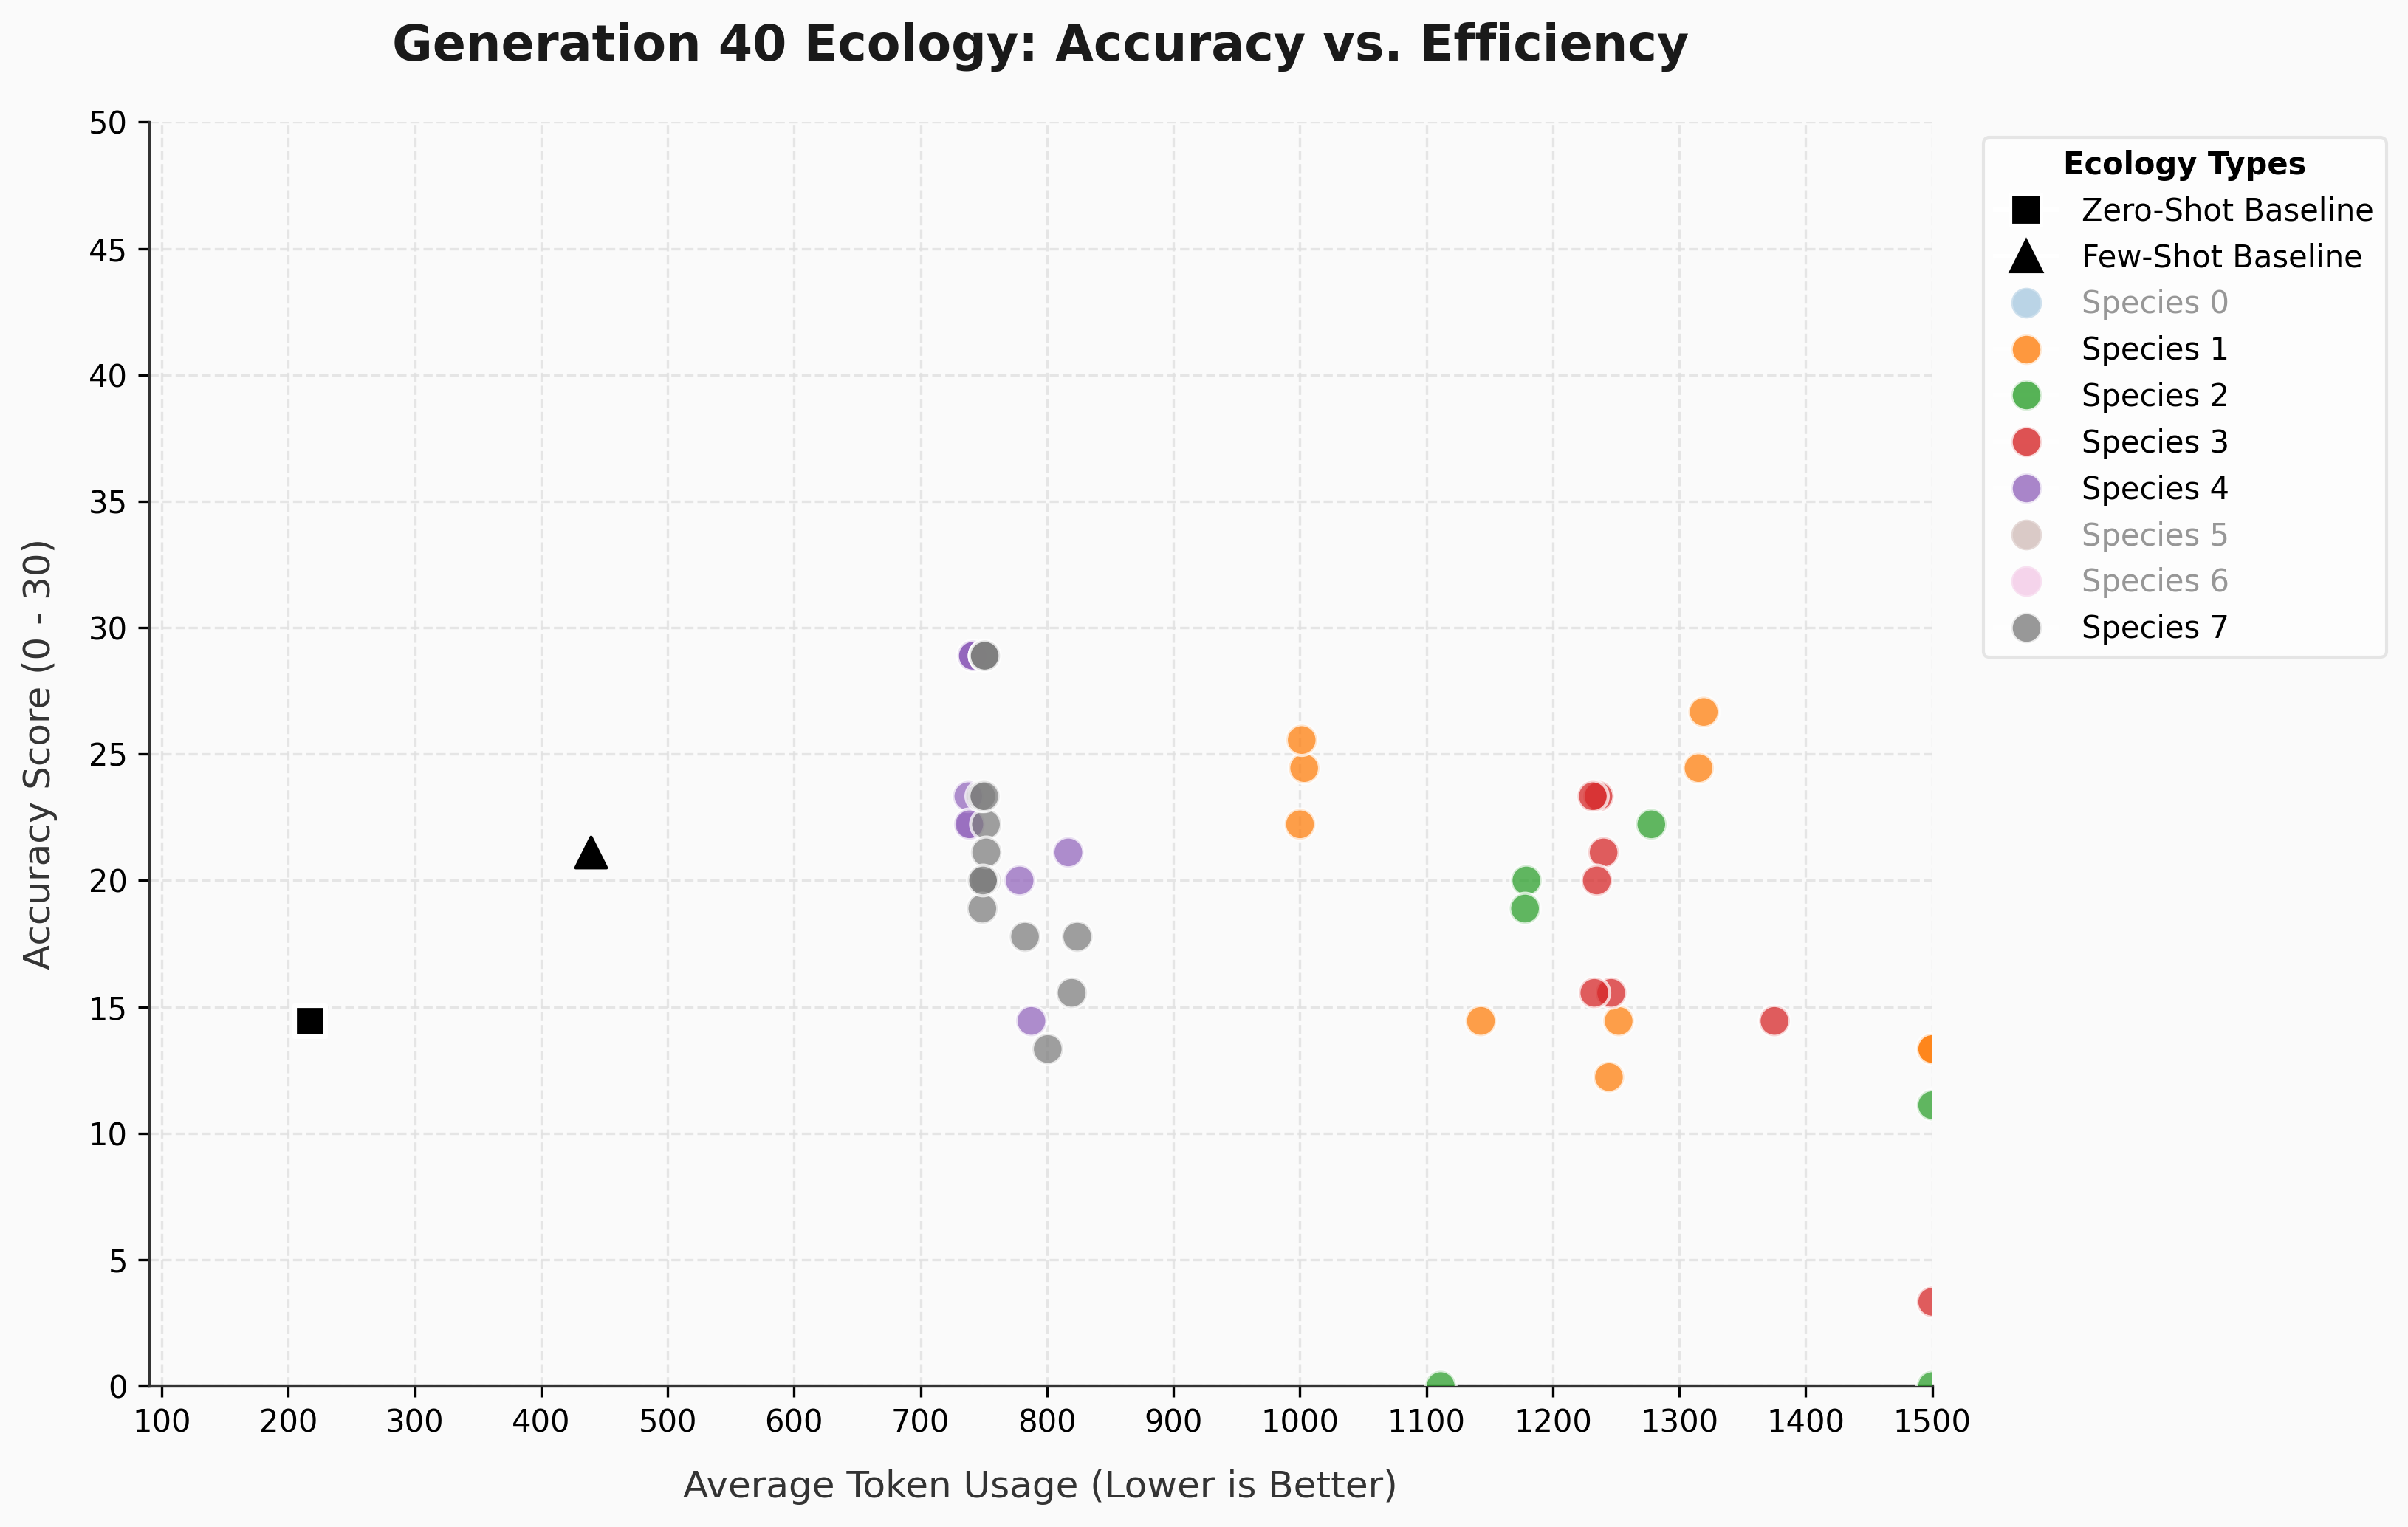 Generation 40 Ecology: Accuracy vs. Efficiency
50
45
40
35
30
25
20
15
10
5
0
Accuracy Score (0 - 30)
100 200 300 400 500 600 700 800 900 1000 1100 1200 1300 1400 1500
Average Token Usage (Lower is Better)
Ecology Types
Zero-Shot Baseline
Few-Shot Baseline
Species 0
Species 1
Species 2
Species 3
Species 4
Species 5
Species 6
Species 7